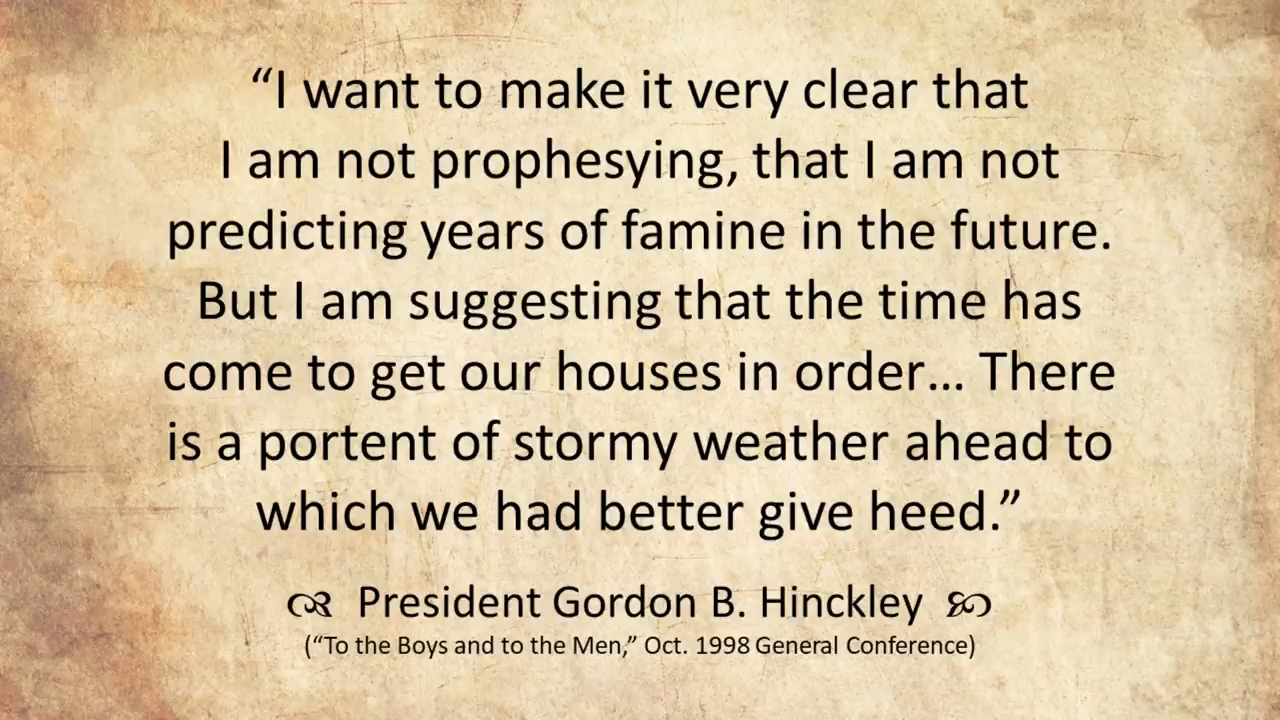 “I want to make it very clear that
I am not prophesying, that I am not
predicting years of famine in the future.
But I am suggesting that the time has
come to get our houses in order… There
is a portent of stormy weather ahead to
which we had better give heed.”
President Gordon B. Hinckley
(“To the Boys and to the Men,” Oct. 1998 General Conference)